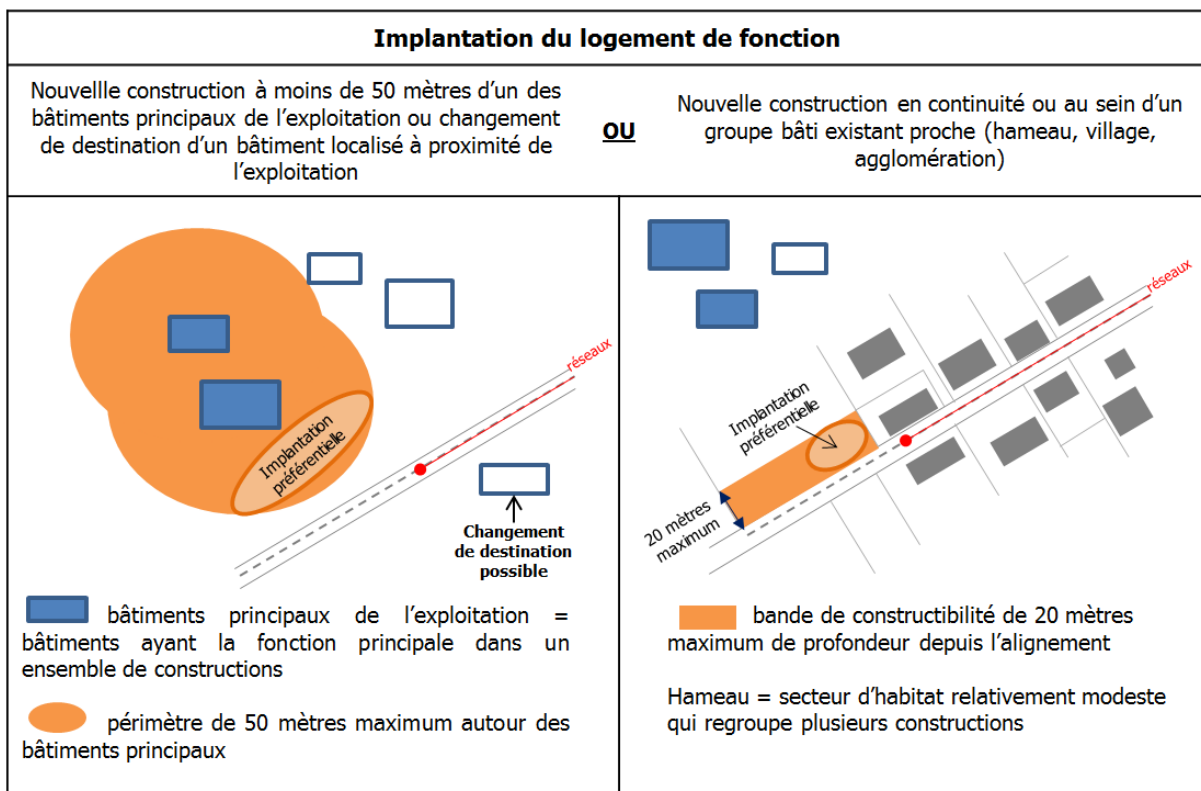 Implantation du logement de fonction
Nouvellle construction à moins de 50 mètres d'un des
bâtiments principaux de l'exploitation ou changement
de destination d'un bâtiment localisé à proximité de
l'exploitation
OU
Nouvelle construction en continuité ou au sein d'un
groupe bâti existant proche (hameau, village,
agglomération)
réseaux
Implantation
préférentielle
Changement
de destination
possible
bâtiments principaux de l'exploitation =
bâtiments ayant la fonction principale dans un
ensemble de constructions
périmètre de 50 mètres maximum autour des
bâtiments principaux
réseaux
Implantation
préférentielle
20 mètres
maximum
bande de constructibilité de 20 mètres
maximum de profondeur depuis l'alignement
Hameau = secteur d'habitat relativement modeste
qui regroupe plusieurs constructions